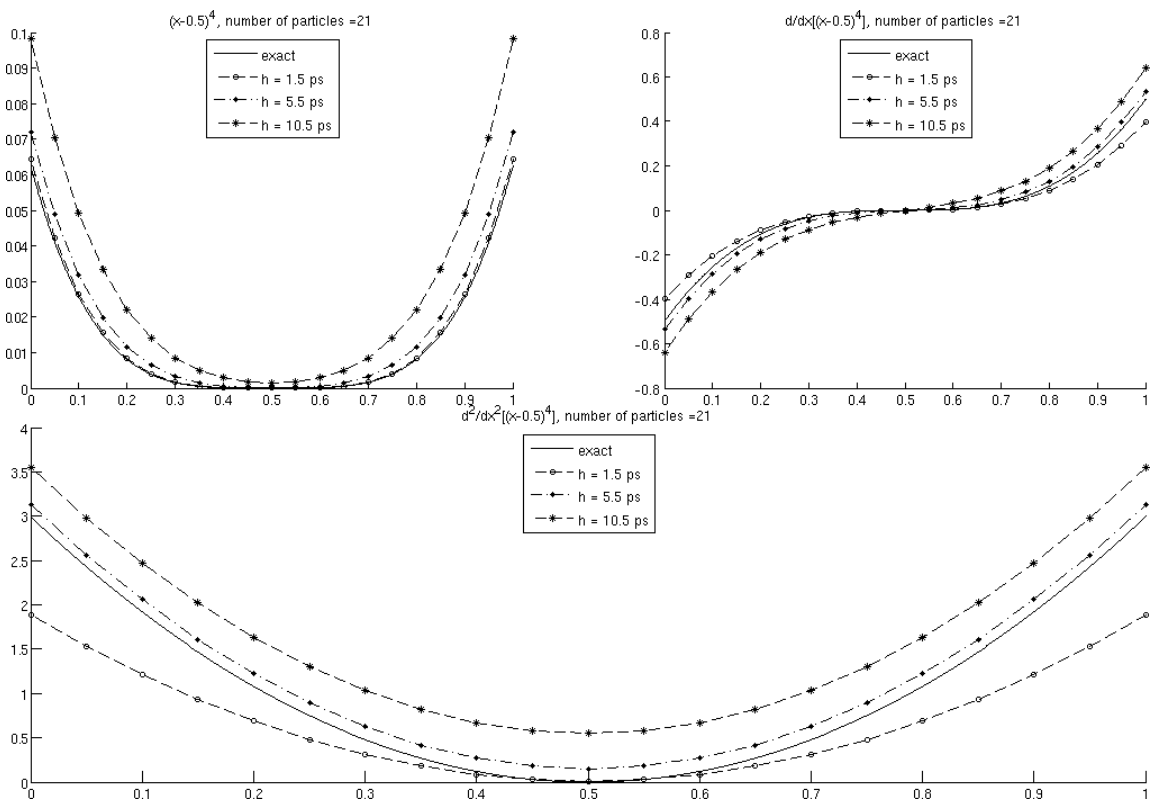 (x-0.5)^4, number of particles =21
exact
h = 1.5 ps
h = 5.5 ps
h = 10.5 ps
0.1
0.09
0.08
0.07
0.06
0.05
0.04
0.03
0.02
0.01
0
0 0.1 0.2 0.3 0.4 0.5 0.6 0.7 0.8 0.9 1
d/dx[(x-0.5)^4], number of particles =21
exact
h = 1.5 ps
h = 5.5 ps
h = 10.5 ps
0.8
0.6
0.4
0.2
0
-0.2
-0.4
-0.6
-0.8
0 0.1 0.2 0.3 0.4 0.5 0.6 0.7 0.8 0.9 1
d^2/dx^2[(x-0.5)^4], number of particles =21
exact
h = 1.5 ps
h = 5.5 ps
h = 10.5 ps
4
3.5
3
2.5
2
1.5
1
0.5
0
0 0.1 0.2 0.3 0.4 0.5 0.6 0.7 0.8 0.9 1